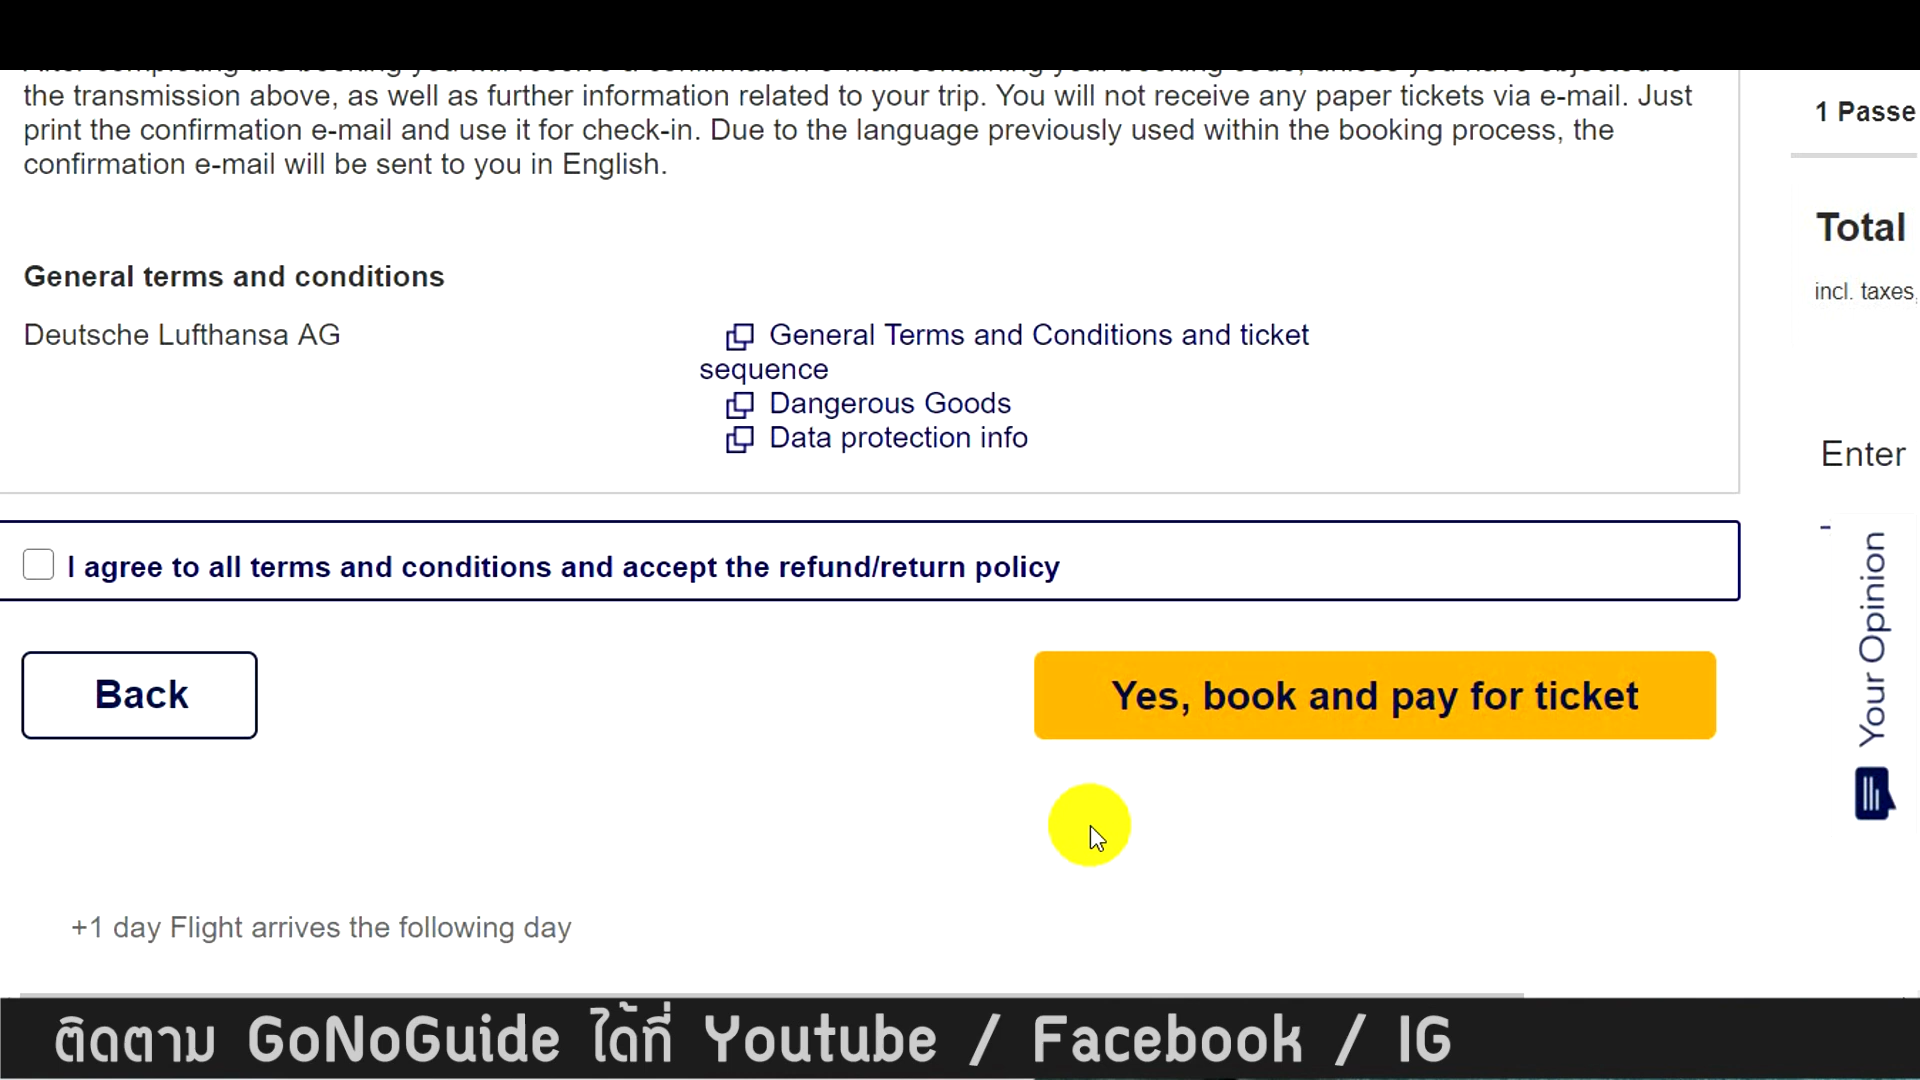 the transmission above, as well as further information related to your trip. You will not receive any paper tickets via e-mail. Just
print the confirmation e-mail and use it for check-in. Due to the language previously used within the booking process, the
confirmation e-mail will be sent to you in English.
1 Passe
Total
incl. taxes,
General terms and conditions
Deutsche Lufthansa AG
General Terms and Conditions and ticket
sequence
Dangerous Goods
Data protection info
Enter
I agree to all terms and conditions and accept the refund/return policy
Your Opinion
Back
Yes, book and pay for ticket
+1 day Flight arrives the following day
ติดตาม GoNoGuide ได้ที่ Youtube / Facebook / IG